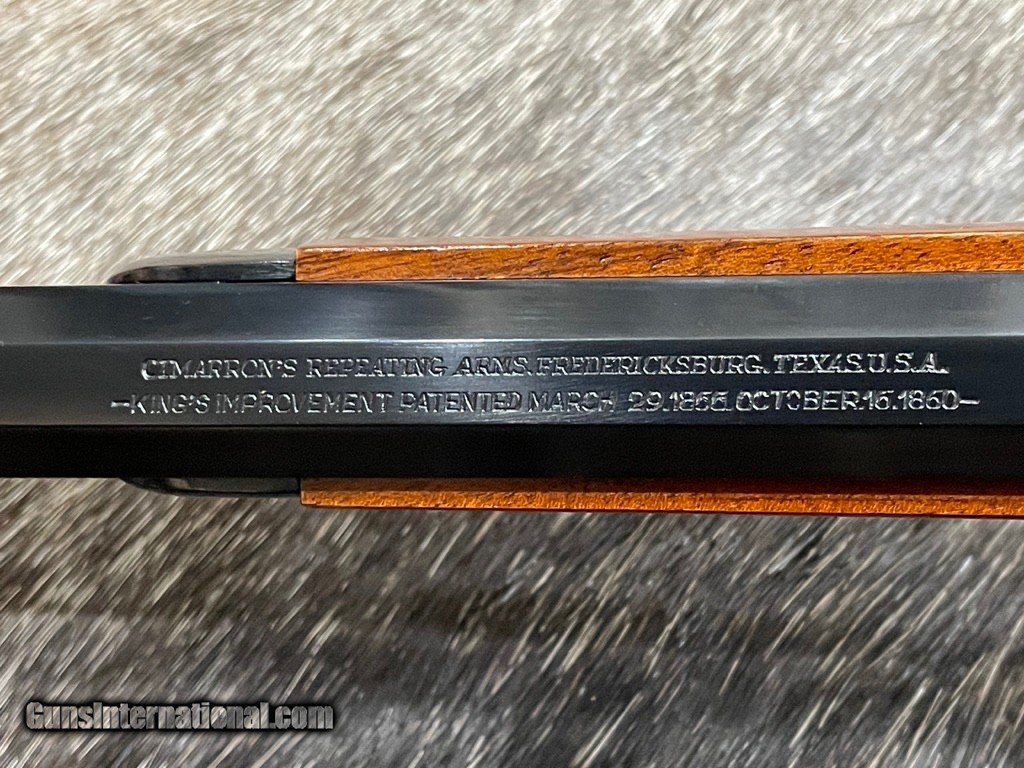 CIMARRON'S REPEATING ARMS. FREDERICKSBURG. TEXAS. U.S.A.
-KING'S IMPROVEMENT PATENTED MARCH 29.1866. OCTOBER.16.1860-
GunsInternational.com